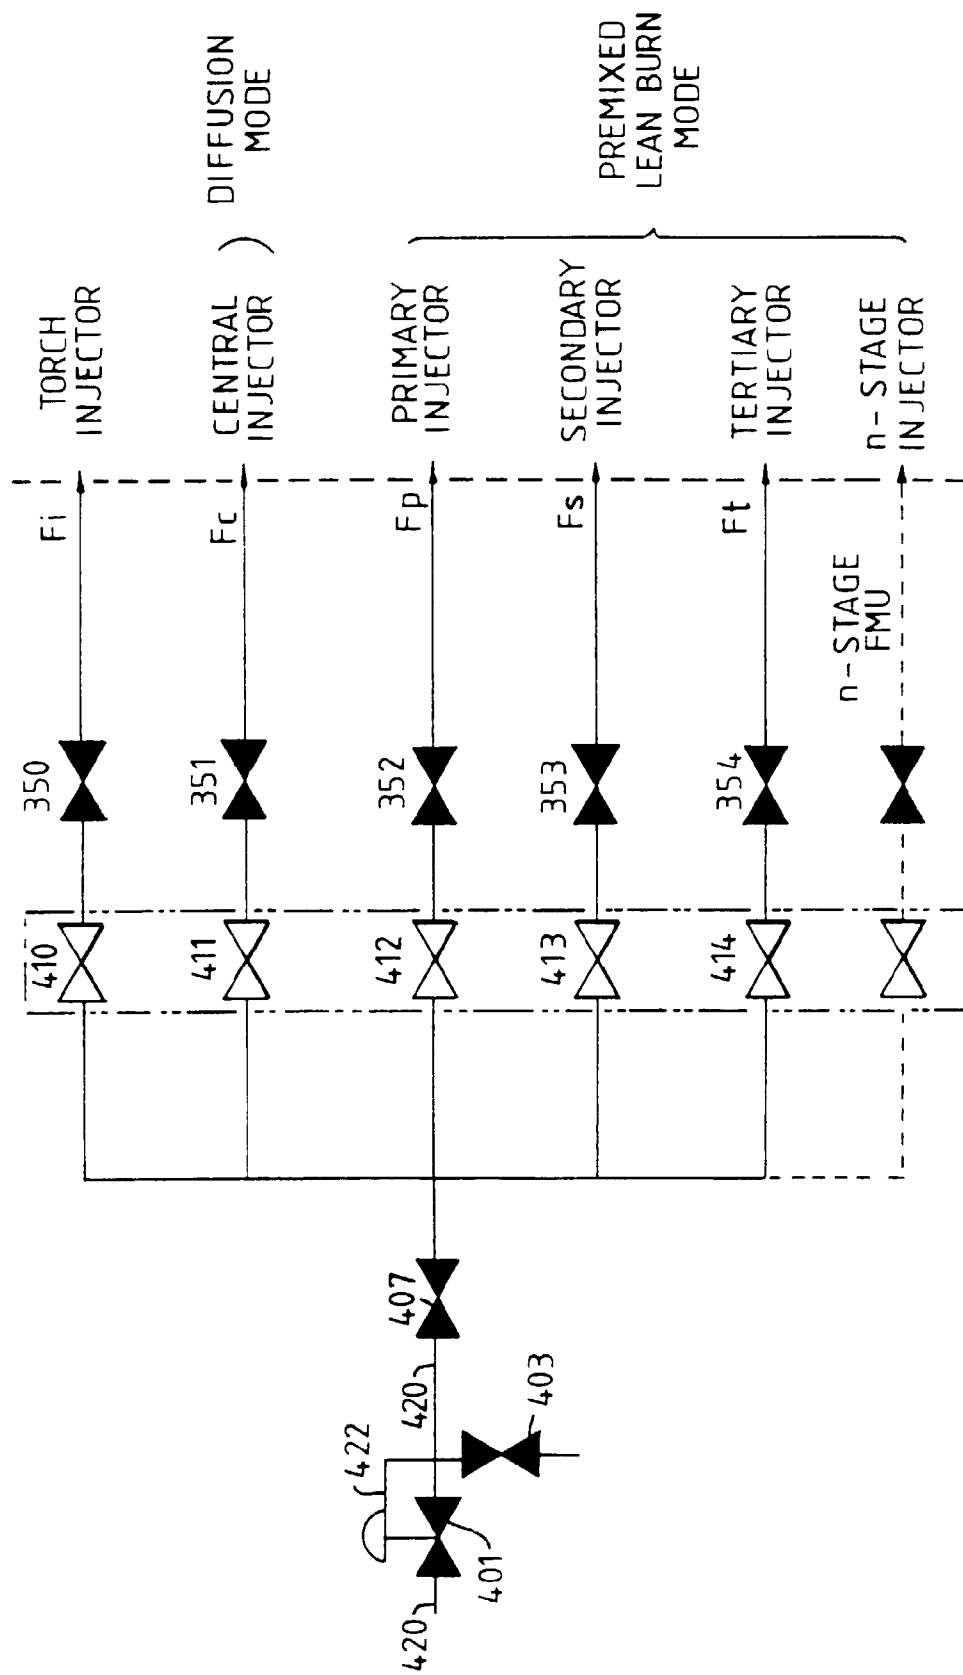 TORCH
INJECTOR
CENTRAL
INJECTOR
DIFFUSION
MODE
PRIMARY
INJECTOR
SECONDARY
INJECTOR
TERTIARY
INJECTOR
n-STAGE
INJECTOR
PREMIXED
LEAN BURN
MODE
Fi
Fc
Fp
Fs
Ft
n-STAGE
FMU
350
351
352
353
354
410
411
412
413
414
407
420
403
422
401
420